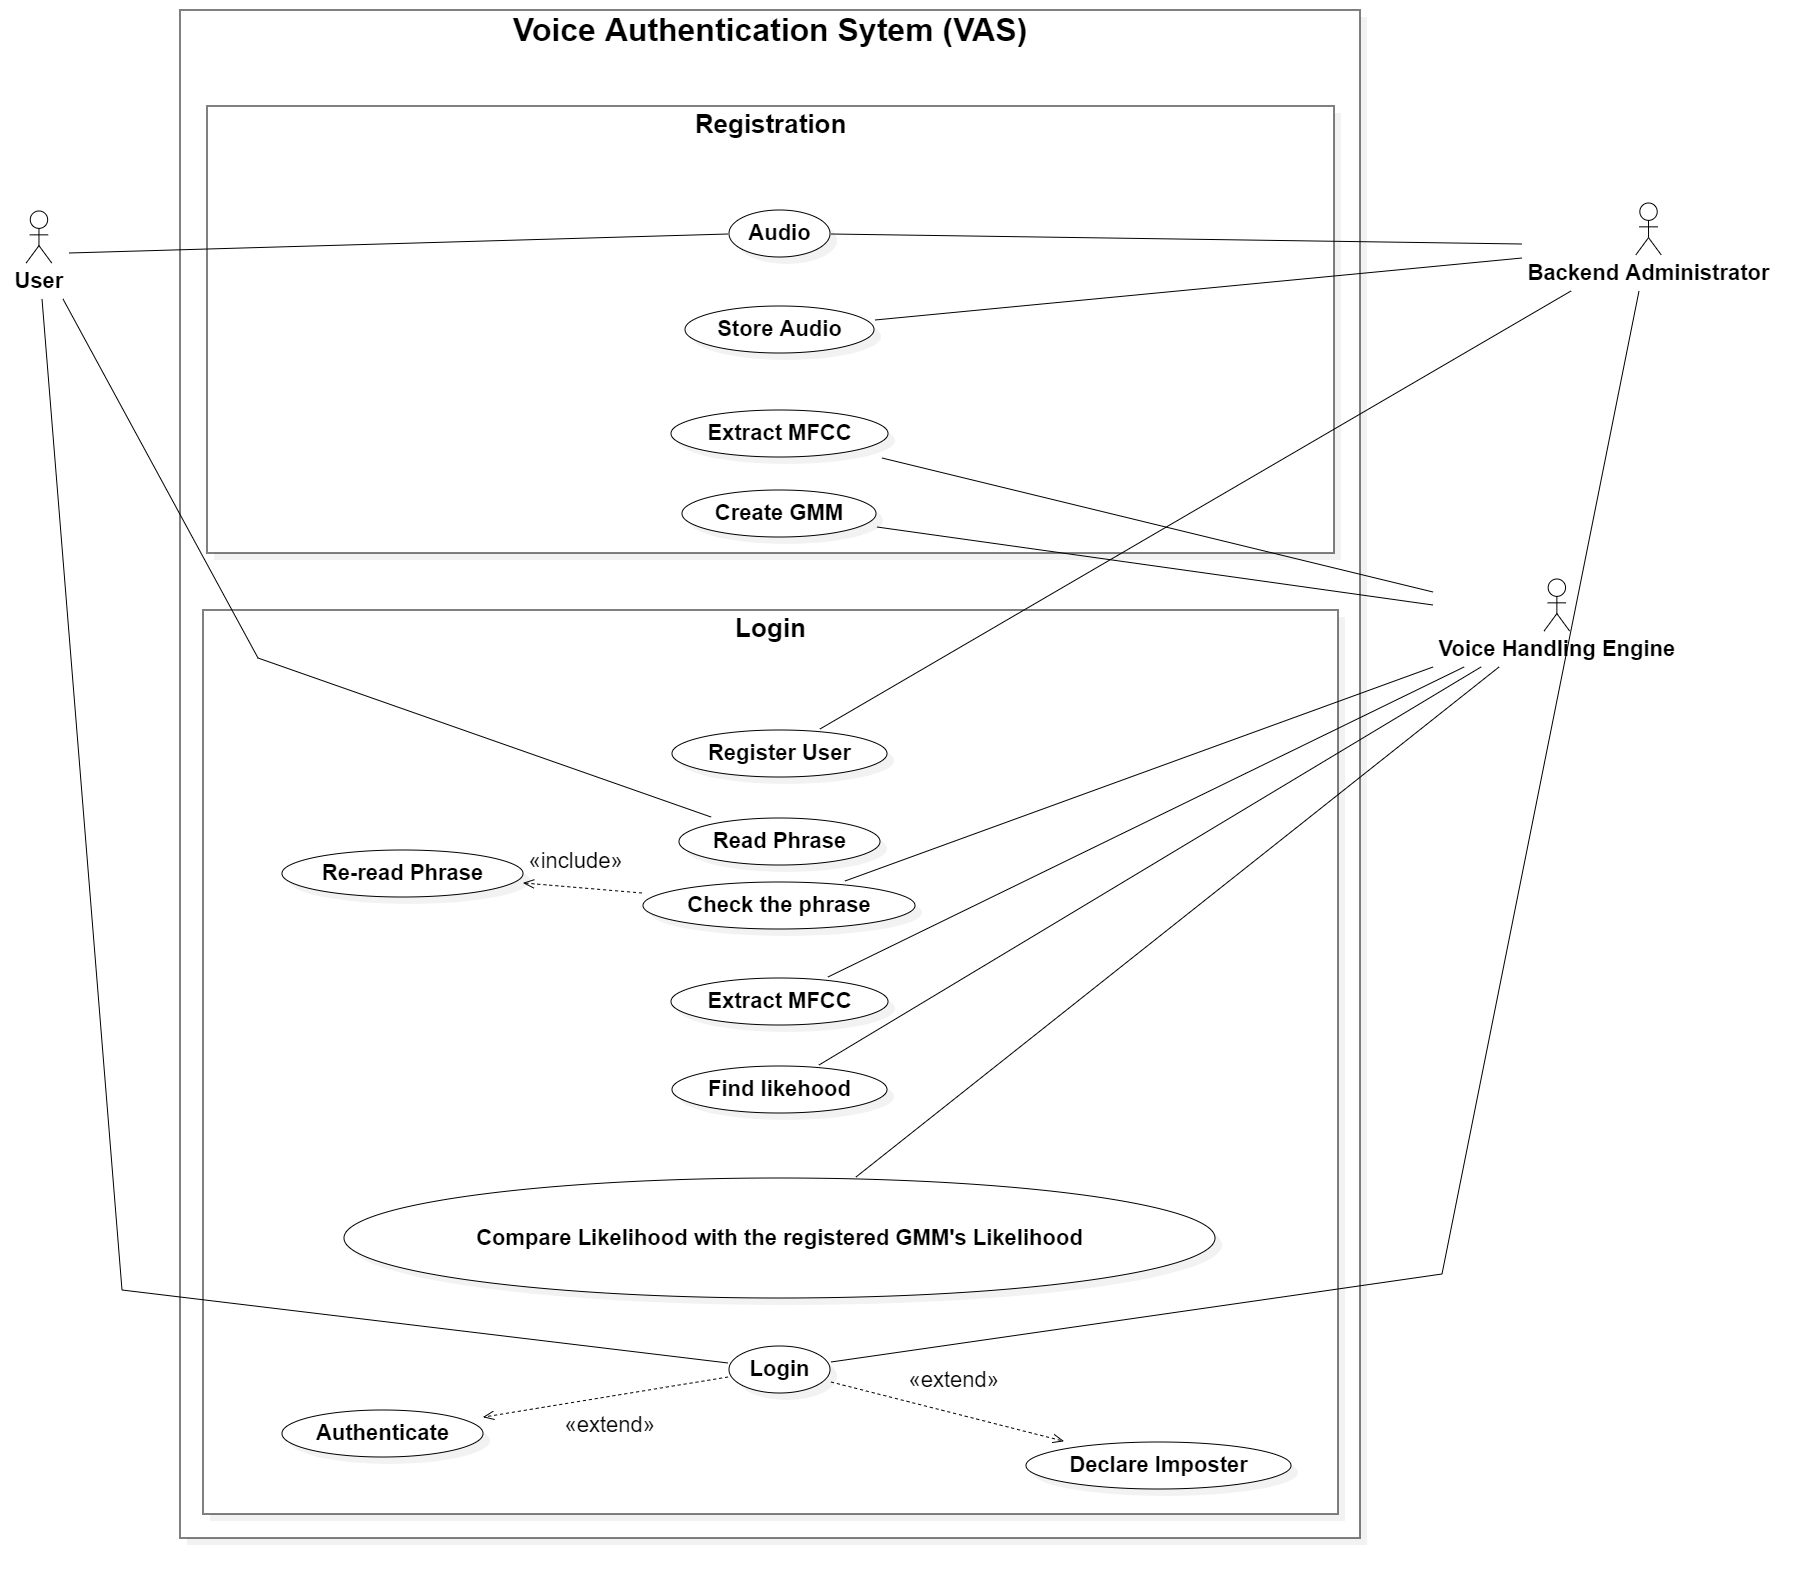 Voice Authentication Sytem (VAS)
Registration
Audio
User
Backend Administrator
Store Audio
Extract MFCC
Create GMM
Login
Voice Handling Engine
Register User
Read Phrase
«include»
Re-read Phrase
Check the phrase
Extract MFCC
Find likehood
Compare Likelihood with the registered GMM's Likelihood
Login
«extend»
«extend»
Authenticate
Declare Imposter